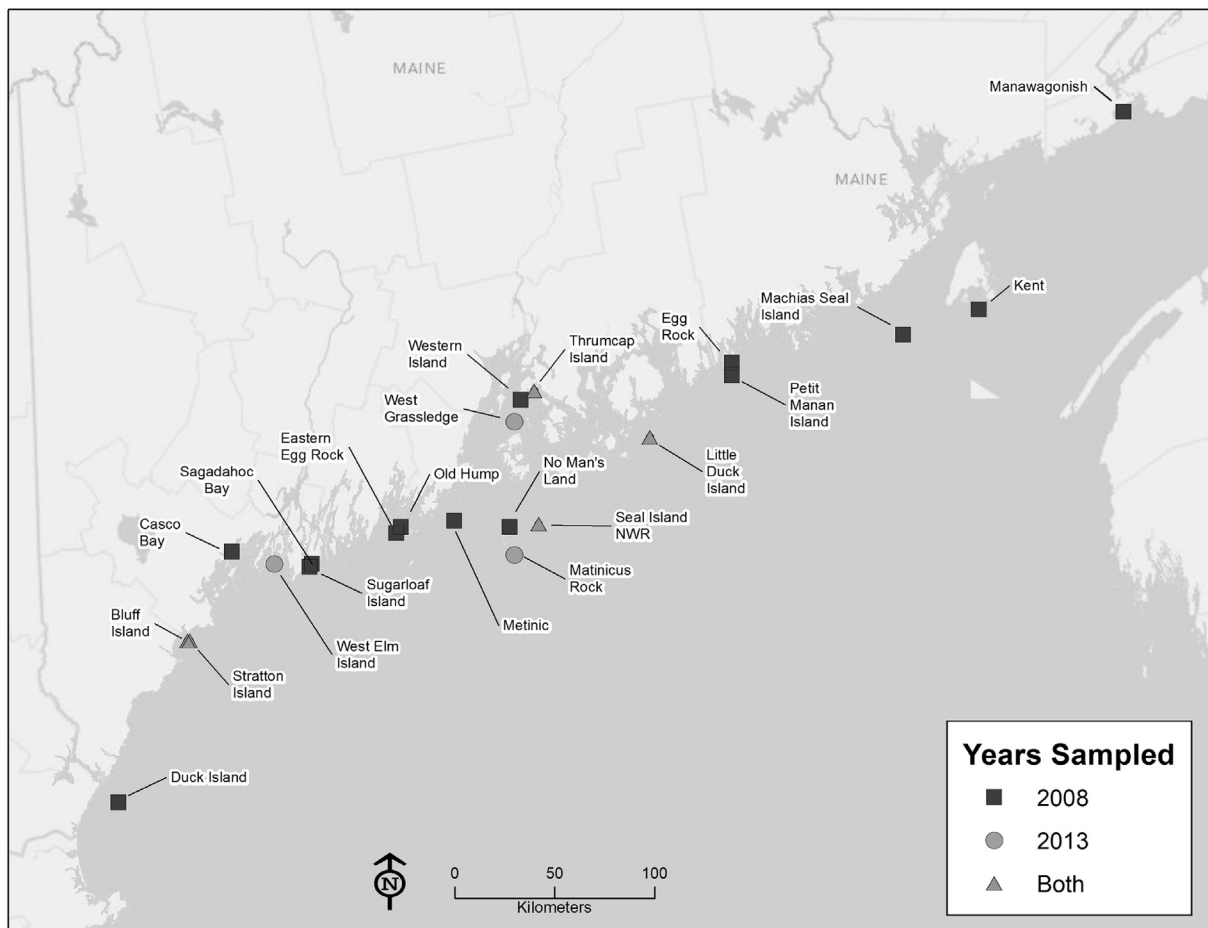 MAINE
Manawagonish
MAINE
Kent
Machias Seal
Island
Egg
Rock
Thrumcap
Island
Western
Island
West
Grassledge
Petit
Manan
Island
Eastern
Egg Rock
Old Hump
No Man's
Land
Little
Duck
Island
Sagadahoc
Bay
Seal Island
NWR
Casco
Bay
Sugarloaf
Island
Matinicus
Rock
Metinic
Bluff
Island
West Elm
Island
Stratton
Island
Duck Island
Years Sampled
2008
2013
Both
N
0 50 100
Kilometers